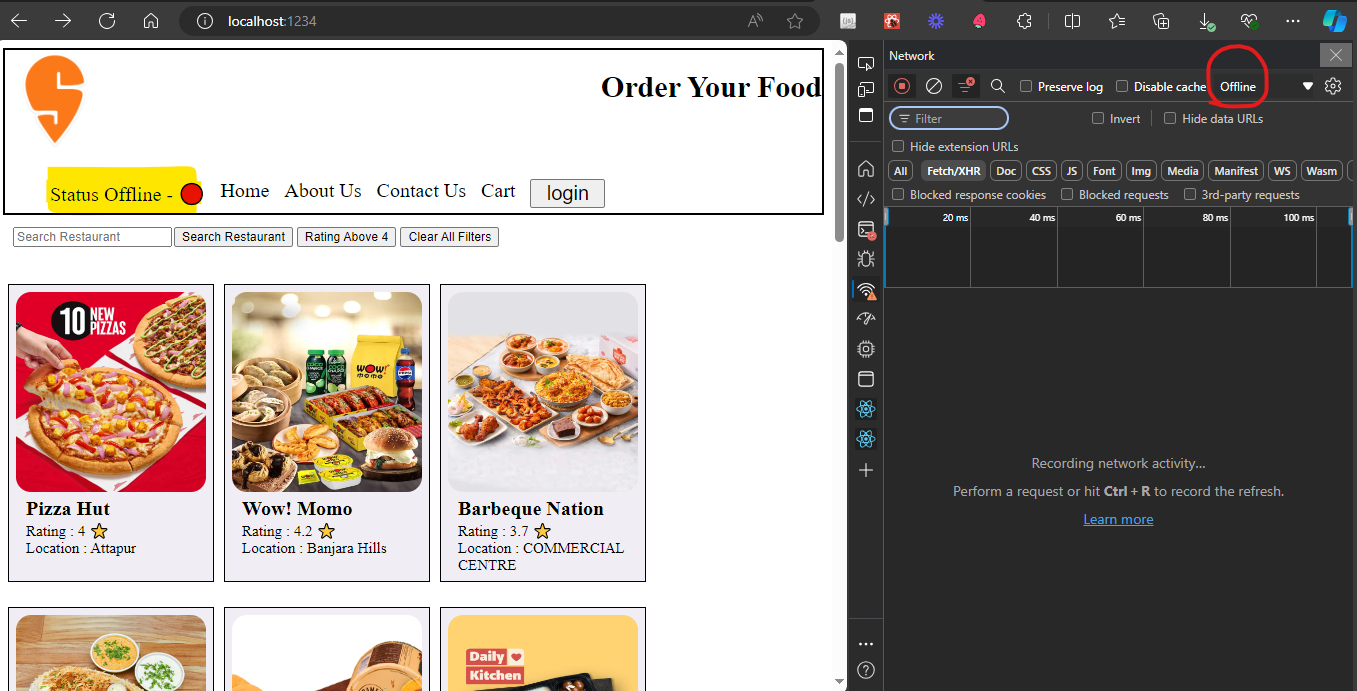 localhost:1234
Network
Order Your Food
Preserve log
Disable cache
Offline
Filter
Invert
Hide data URLs
Hide extension URLs
All
Fetch/XHR
Doc
CSS
JS
Font
Img
Media
Manifest
WS
Wasm
Blocked response cookies
Blocked requests
3rd-party requests
Status Offline -
Home
About Us
Contact Us
Cart
login
20 ms
40 ms
60 ms
80 ms
100 ms
Search Restaurant
Search Restaurant
Rating Above 4
Clear All Filters
10 NEW
PIZZAS
WOW!
MOMO
Pizza Hut
Rating : 4 ⭐
Location : Attapur
Wow! Momo
Rating : 4.2 ⭐
Location : Banjara Hills
Barbeque Nation
Rating : 3.7 ⭐
Location : COMMERCIAL
CENTRE
Recording network activity...
Perform a request or hit Ctrl + R to record the refresh.
Learn more
Daily
Kitchen